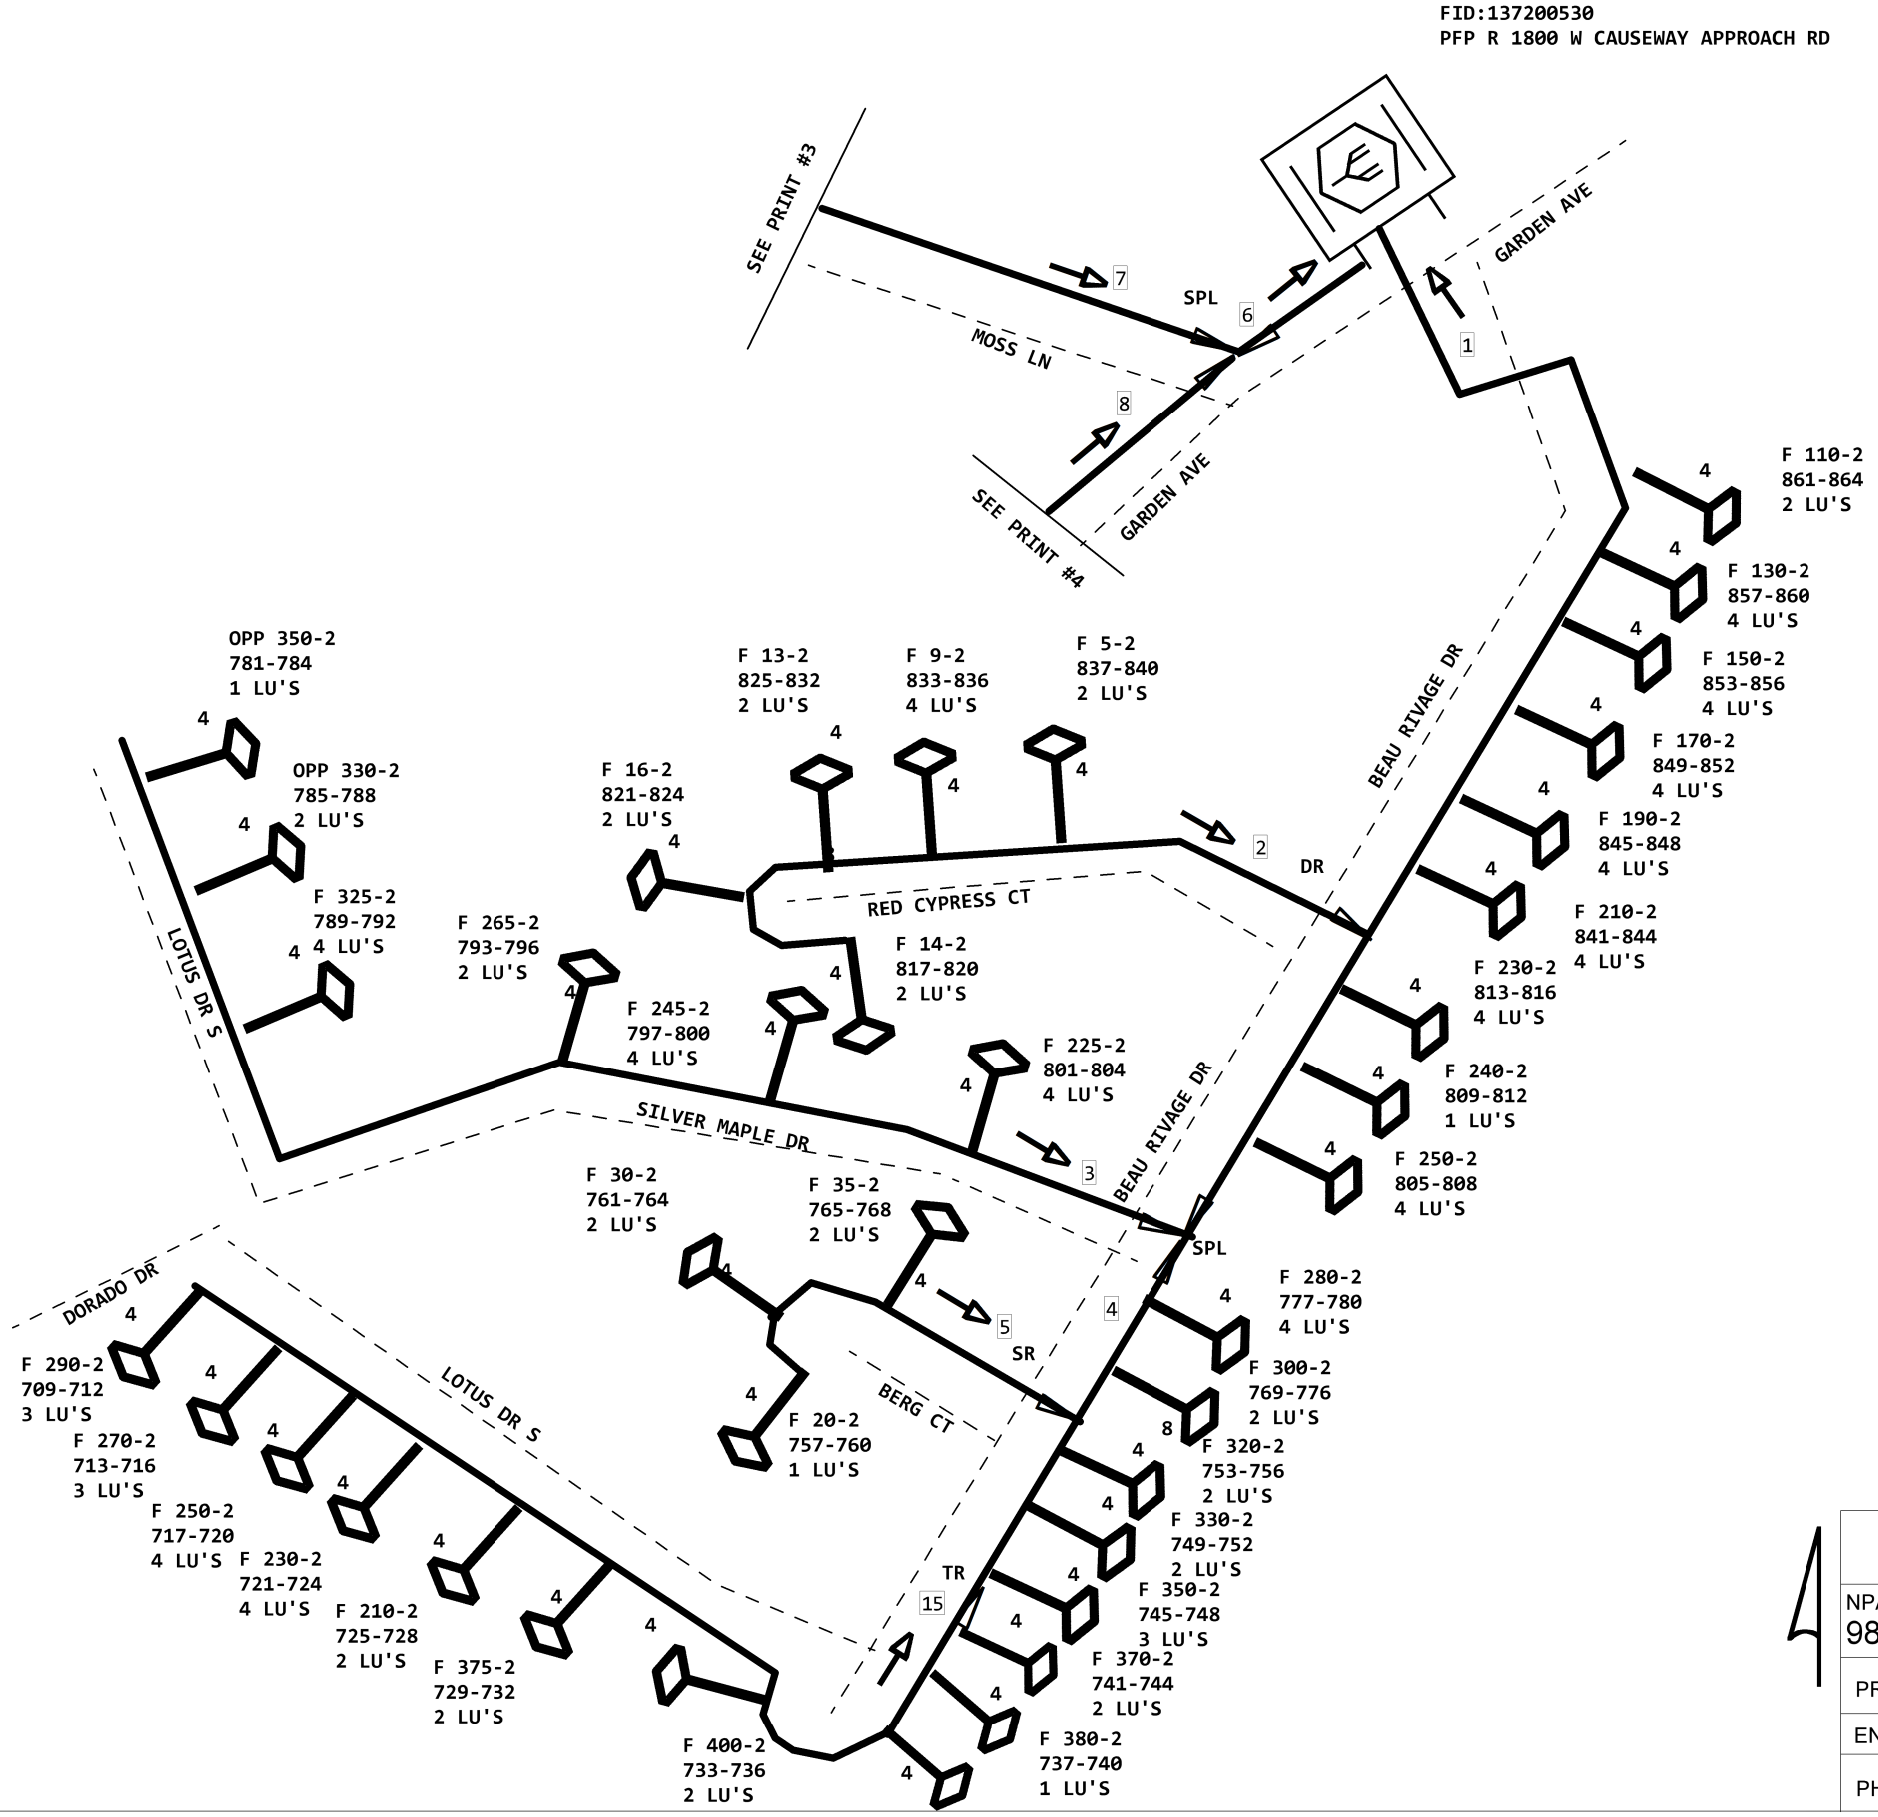 FID:137200530
PFP R 1800 W CAUSEWAY APPROACH RD
SEE PRINT #3
GARDEN AVE
7
SPL
6
1
MOSS LN
8
GARDEN AVE
SEE PRINT #4
4
F 110-2
861-864
2 LU'S
4
F 130-2
857-860
4 LU'S
4
F 150-2
853-856
4 LU'S
BEAU RIVAGE DR
4
F 170-2
849-852
4 LU'S
4
F 190-2
845-848
4 LU'S
4
F 210-2
841-844
4 LU'S
OPP 350-2
781-784
1 LU'S
4
OPP 330-2
785-788
2 LU'S
4
F 325-2
789-792
4 LU'S
4
LOTUS DR S
F 13-2
825-832
2 LU'S
4
F 9-2
833-836
4 LU'S
4
F 5-2
837-840
2 LU'S
4
F 16-2
821-824
2 LU'S
4
2
DR
RED CYPRESS CT
F 14-2
817-820
2 LU'S
4
F 265-2
793-796
2 LU'S
4
F 245-2
797-800
4 LU'S
4
F 225-2
801-804
4 LU'S
4
F 230-2
813-816
4 LU'S
4
F 240-2
809-812
1 LU'S
4
F 250-2
805-808
4 LU'S
4
SILVER MAPLE DR
BEAU RIVAGE DR
3
SPL
F 30-2
761-764
2 LU'S
4
F 35-2
765-768
2 LU'S
4
5
SR
4
F 280-2
777-780
4 LU'S
4
F 300-2
769-776
2 LU'S
8
BERG CT
F 20-2
757-760
1 LU'S
4
F 320-2
753-756
2 LU'S
4
F 330-2
749-752
2 LU'S
4
F 350-2
745-748
3 LU'S
4
F 370-2
741-744
2 LU'S
4
F 380-2
737-740
1 LU'S
4
TR
15
DORADO DR
4
F 290-2
709-712
3 LU'S
4
F 270-2
713-716
3 LU'S
4
F 250-2
717-720
4 LU'S
4
F 230-2
721-724
4 LU'S
4
F 210-2
725-728
2 LU'S
4
F 375-2
729-732
2 LU'S
4
F 400-2
733-736
2 LU'S
4
LOTUS DR S
98
EN